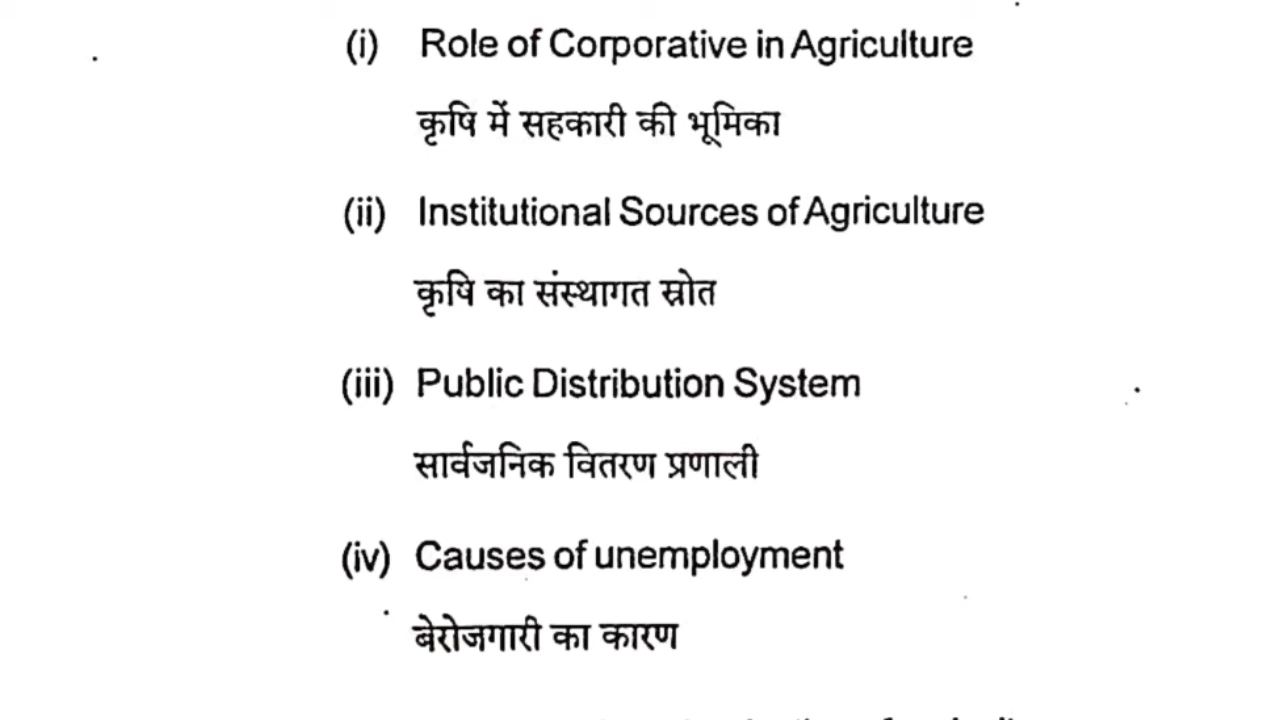 (i) Role of Corporative in Agriculture
कृषि में सहकारी की भूमिका
(ii) Institutional Sources of Agriculture
कृषि का संस्थागत स्रोत
(iii) Public Distribution System
सार्वजनिक वितरण प्रणाली
(iv) Causes of unemployment
बेरोजगारी का कारण